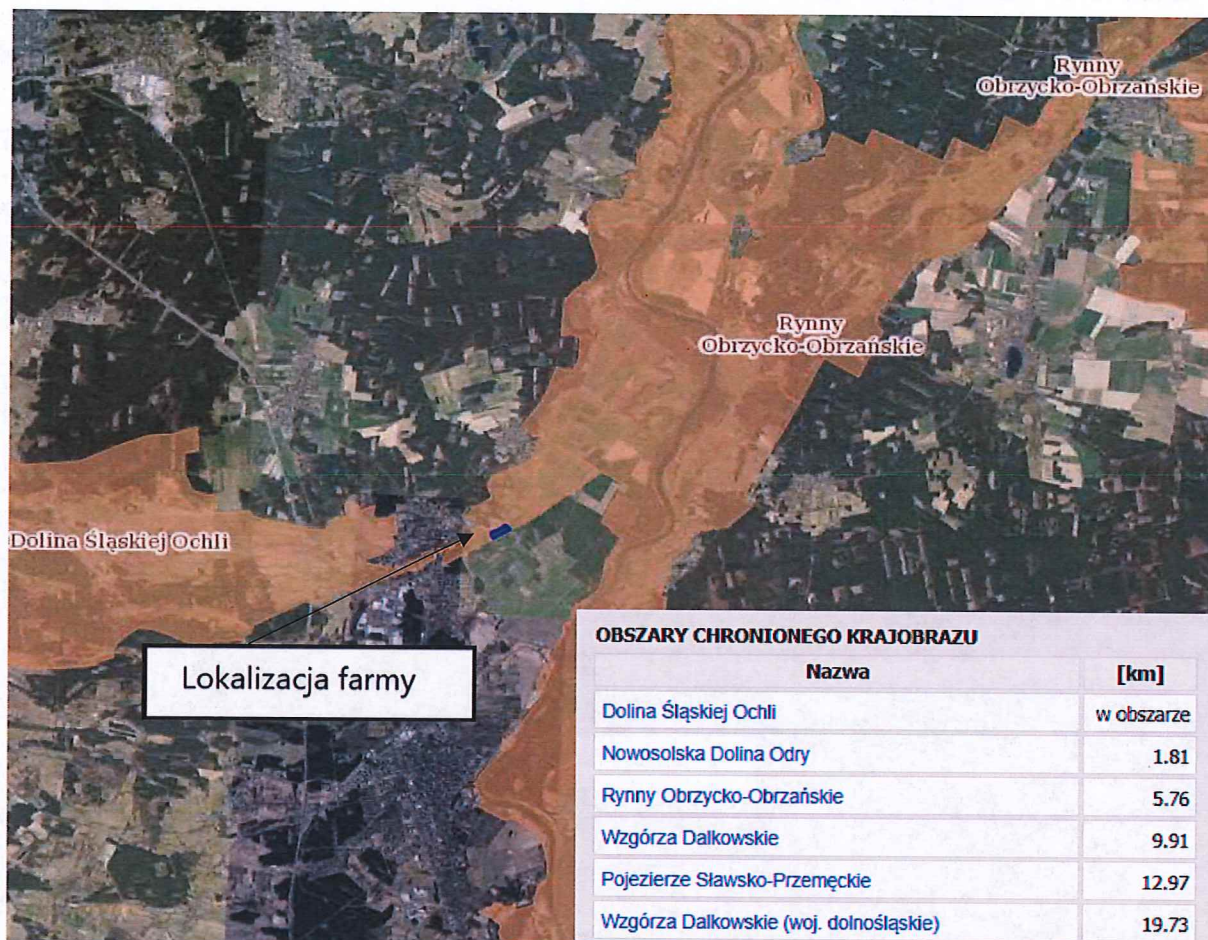 Rynny
Obrzycko-Obrzańskie
Rynny
Obrzycko-Obrzańskie
Dolina Śląskiej Ochli
Lokalizacja farmy
OBSZARY CHRONIONEGO KRAJOBRAZU
Nazwa [km]
Dolina Śląskiej Ochli w obszarze
Nowosolska Dolina Odry 1.81
Rynny Obrzycko-Obrzańskie 5.76
Wzgórza Dalkowskie 9.91
Pojezierze Sławsko-Przemęckie 12.97
Wzgórza Dalkowskie (woj. dolnośląskie) 19.73